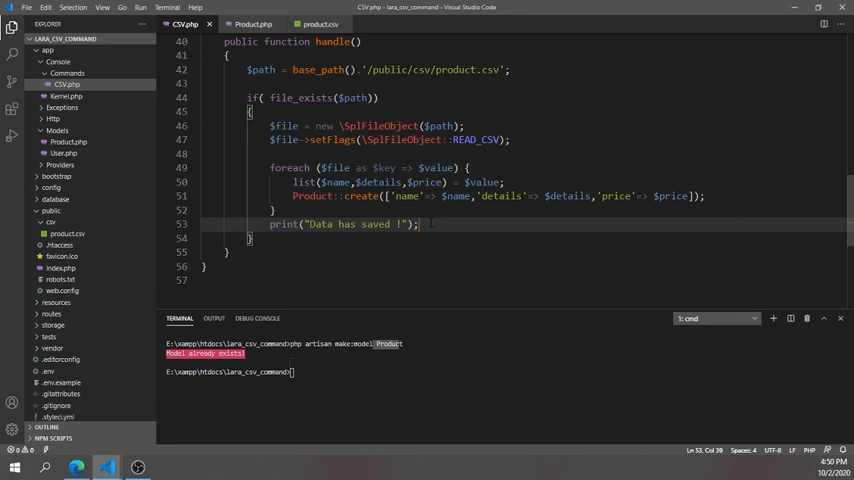 File Edit Selection View Go Run Terminal Help
CSV.php - lara_csv_command - Visual Studio Code
EXPLORER
CSV.php
Product.php
product.csv
LARA_CSV_COMMAND
app
Console
Commands
CSV.php
Kernel.php
Exceptions
Http
Models
Product.php
User.php
Providers
bootstrap
config
database
public
csv
product.csv
.htaccess
favicon.ico
index.php
robots.txt
web.config
resources
routes
storage
tests
vendor
.editorconfig
.env
.env.example
.gitattributes
.gitignore
.styleci.yml
OUTLINE
NPM SCRIPTS
40 public function handle()
41 {
42 $path = base_path().'/public/csv/product.csv';
43
44 if( file_exists($path))
45 {
46 $file = new \SplFileObject($path);
47 $file->setFlags(\SplFileObject::READ_CSV);
48
49 foreach ($file as $key => $value) {
50 list($name,$details,$price) = $value;
51 Product::create(['name'=> $name,'details'=> $details,'price'=> $price]);
52 }
53 print("Data has saved !");
54 }
55 }
56 }
57
TERMINAL OUTPUT DEBUG CONSOLE
1: cmd
E:\xampp\htdocs\lara_csv_command>php artisan make:model Product
Model already exists!
E:\xampp\htdocs\lara_csv_command>
0 0
Ln 53, Col 39 Spaces: 4 UTF-8 LF PHP
4:50 PM
10/2/2020